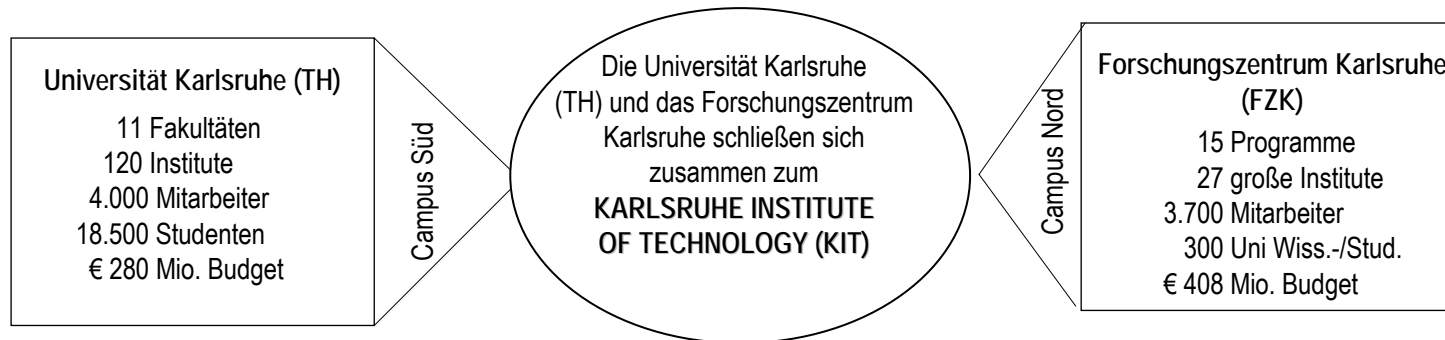 Universität Karlsruhe (TH)
11 Fakultäten
120 Institute
4.000 Mitarbeiter
18.500 Studenten
€ 280 Mio. Budget
Campus Süd
Die Universität Karlsruhe
(TH) und das Forschungszentrum
Karlsruhe schließen sich
zusammen zum
KARLSRUHE INSTITUTE
OF TECHNOLOGY (KIT)
Campus Nord
Forschungszentrum Karlsruhe
(FZK)
15 Programme
27 große Institute
3.700 Mitarbeiter
300 Uni Wiss.-/Stud.
€ 408 Mio. Budget